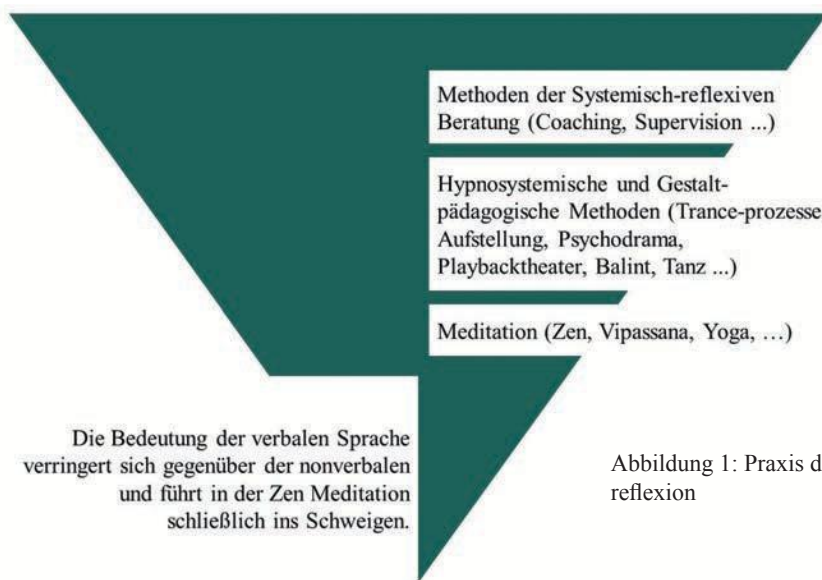 Methoden der Systemisch-reflexiven
Beratung (Coaching, Supervision ...)
Hypnosystemische und Gestalt-
pädagogische Methoden (Trance-prozesse
Aufstellung, Psychodrama,
Playbacktheater, Balint, Tanz ...)
Meditation (Zen, Vipassana, Yoga, …)
Die Bedeutung der verbalen Sprache
verringert sich gegenüber der nonverbalen
und führt in der Zen Meditation
schließlich ins Schweigen.
Abbildung 1: Praxis
reflexion